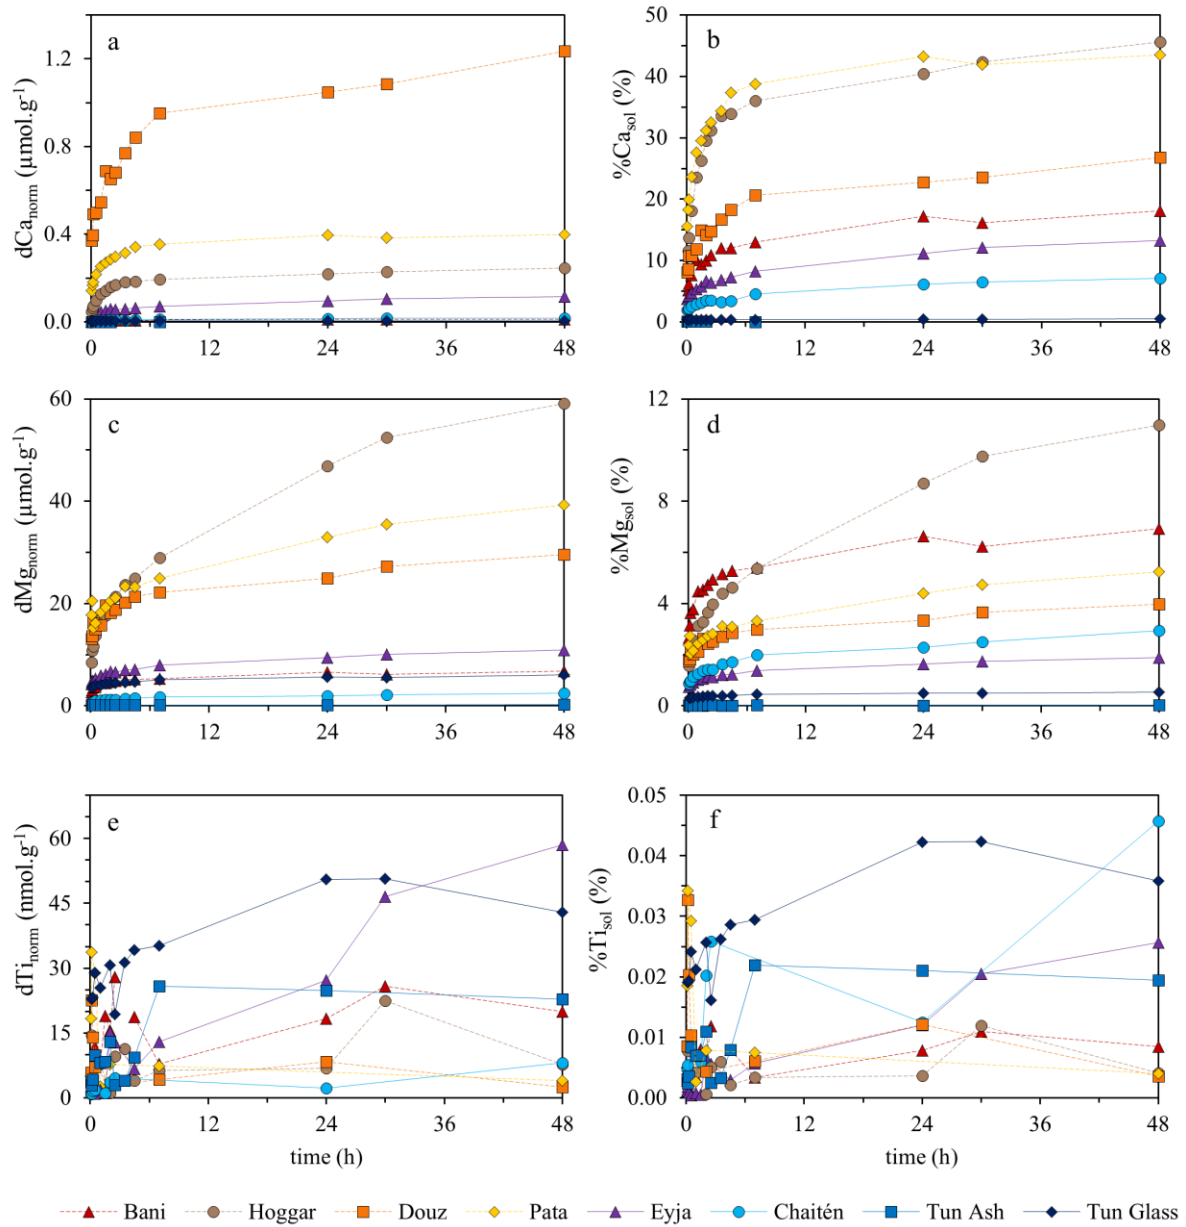 a
dCa_norm (µmol.g⁻¹)
1.2
0.8
0.4
0.0
0 12 24 36 48
b
%Ca_sol (%)
50
40
30
20
10
0
0 12 24 36 48
c
dMg_norm (µmol.g⁻¹)
60
40
20
0
0 12 24 36 48
d
%Mg_sol (%)
12
8
4
0
0 12 24 36 48
e
dTi_norm (nmol.g⁻¹)
60
45
30
15
0
0 12 24 36 48
time (h)
f
%Ti_sol (%)
0.05
0.04
0.03
0.02
0.01
0.00
0 12 24 36 48
time (h)
Bani Hoggar Douz Pata Eyja Chaitén Tun Ash Tun Glass